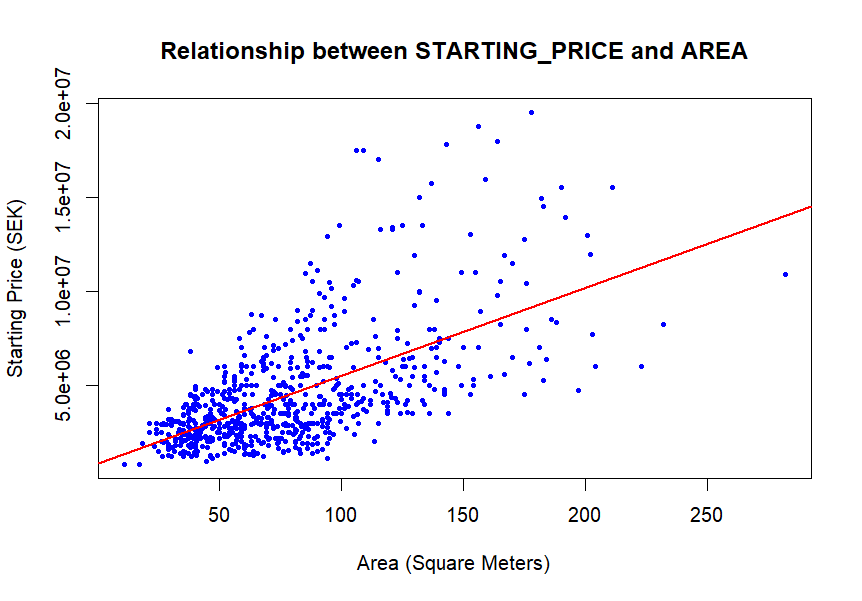 Relationship between STARTING_PRICE and AREA
Starting Price (SEK)
2.0e+07
1.5e+07
1.0e+07
5.0e+06
50 100 150 200 250
Area (Square Meters)